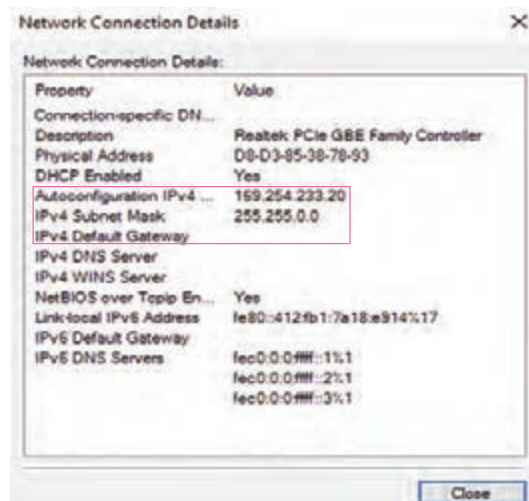 Network Connection Details
Network Connection Details:
Property Value
Connection-specific DN...
Description Realtek PCIe GBE Family Controller
Physical Address D8-D3-85-38-78-93
DHCP Enabled Yes
Autoconfiguration IPv4 ... 169.254.233.20
IPv4 Subnet Mask 255.255.0.0
IPv4 Default Gateway
IPv4 DNS Server
IPv4 WINS Server
NetBIOS over Tcpip En... Yes
Link-local IPv6 Address fe80::412:fb1:7a18:e914%17
IPv6 Default Gateway
IPv6 DNS Servers fec0:0:0:ffff::1%1
fec0:0:0:ffff::2%1
fec0:0:0:ffff::3%1
Close